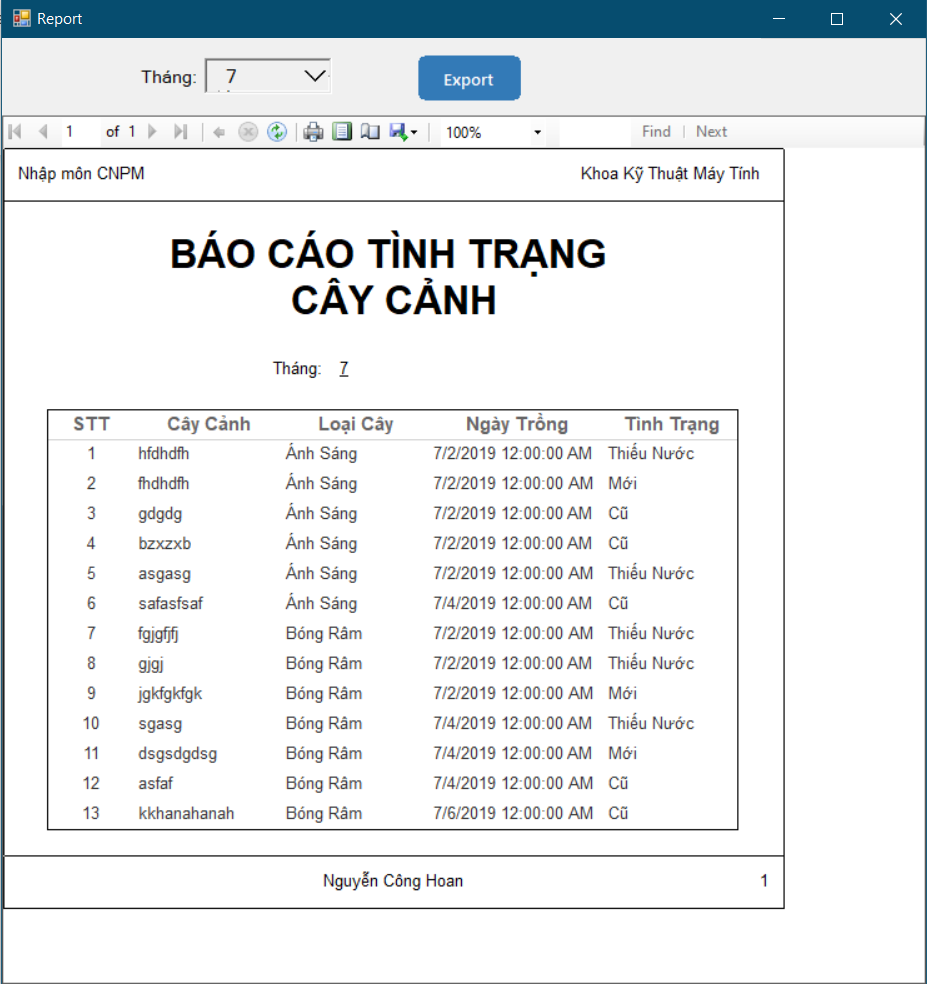 Report
Tháng: 7
Export
1 of 1 100% Find Next
Nhập môn CNPM Khoa Kỹ Thuật Máy Tính
BÁO CÁO TÌNH TRẠNG
CÂY CẢNH
Tháng: 7
STT Cây Cảnh Loại Cây Ngày Trồng Tình Trạng
1 hfdhdfh Ánh Sáng 7/2/2019 12:00:00 AM Thiếu Nước
2 fhdhdfh Ánh Sáng 7/2/2019 12:00:00 AM Mới
3 gdgdg Ánh Sáng 7/2/2019 12:00:00 AM Cũ
4 bzxzxb Ánh Sáng 7/2/2019 12:00:00 AM Cũ
5 asgasg Ánh Sáng 7/2/2019 12:00:00 AM Thiếu Nước
6 safasfsaf Ánh Sáng 7/4/2019 12:00:00 AM Cũ
7 fgjgfjfj Bóng Râm 7/2/2019 12:00:00 AM Thiếu Nước
8 gjgj Bóng Râm 7/2/2019 12:00:00 AM Thiếu Nước
9 jgkfgkfgk Bóng Râm 7/2/2019 12:00:00 AM Mới
10 sgasg Bóng Râm 7/4/2019 12:00:00 AM Thiếu Nước
11 dsgsdgdsg Bóng Râm 7/4/2019 12:00:00 AM Mới
12 asfaf Bóng Râm 7/4/2019 12:00:00 AM Cũ
13 kkhanahanah Bóng Râm 7/6/2019 12:00:00 AM Cũ
Nguyễn Công Hoan 1